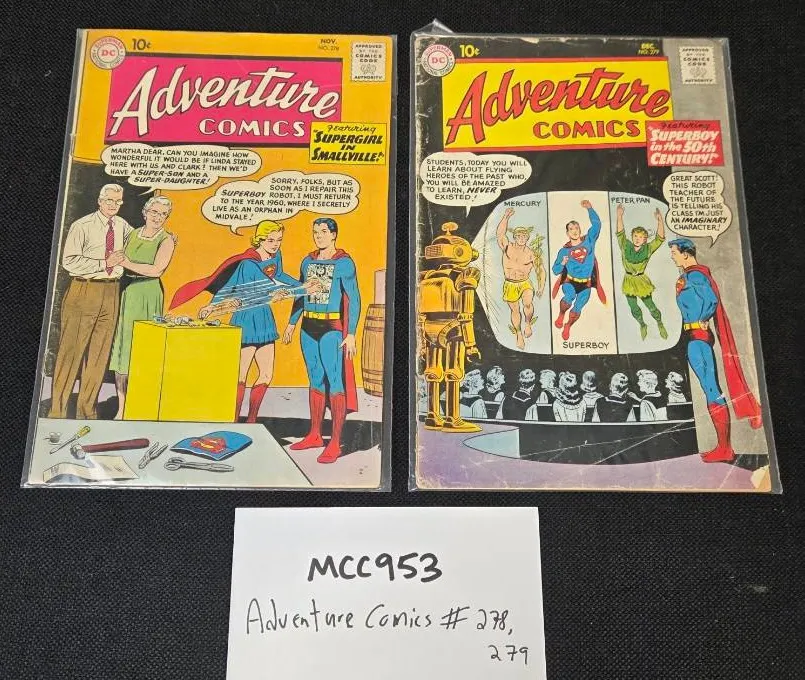 SUPERMAN
DC
10¢
NOV.
NO. 278
APPROVED
BY THE
COMICS
CODE
AUTHORITY
Adventure
COMICS
Featuring
"SUPERGIRL
IN
SMALLVILLE!"
MARTHA DEAR, CAN YOU IMAGINE HOW
WONDERFUL IT WOULD BE IF LINDA STAYED
HERE WITH US AND CLARK? THEN WE'D
HAVE A SUPER-SON AND A
SUPER-DAUGHTER!
SORRY, FOLKS, BUT AS
SOON AS I REPAIR THIS
SUPERBOY ROBOT, I MUST RETURN
TO THE YEAR 1960, WHERE I SECRETLY
LIVE AS AN ORPHAN IN
MIDVALE!
SUPERMAN
DC
10¢
DEC.
NO. 279
APPROVED
BY THE
COMICS
CODE
AUTHORITY
Adventure
COMICS
Featuring
"SUPERBOY
in the 50th
CENTURY!"
STUDENTS, TODAY YOU WILL
LEARN ABOUT FLYING
HEROES OF THE PAST WHO,
YOU WILL BE AMAZED
TO LEARN, NEVER
EXISTED!
GREAT SCOTT!
THIS ROBOT
TEACHER OF
THE FUTURE
IS TELLING HIS
CLASS I'M JUST
AN IMAGINARY
CHARACTER!
MERCURY
PETER PAN
SUPERBOY
MCC953
Adventure Comics # 278,
279